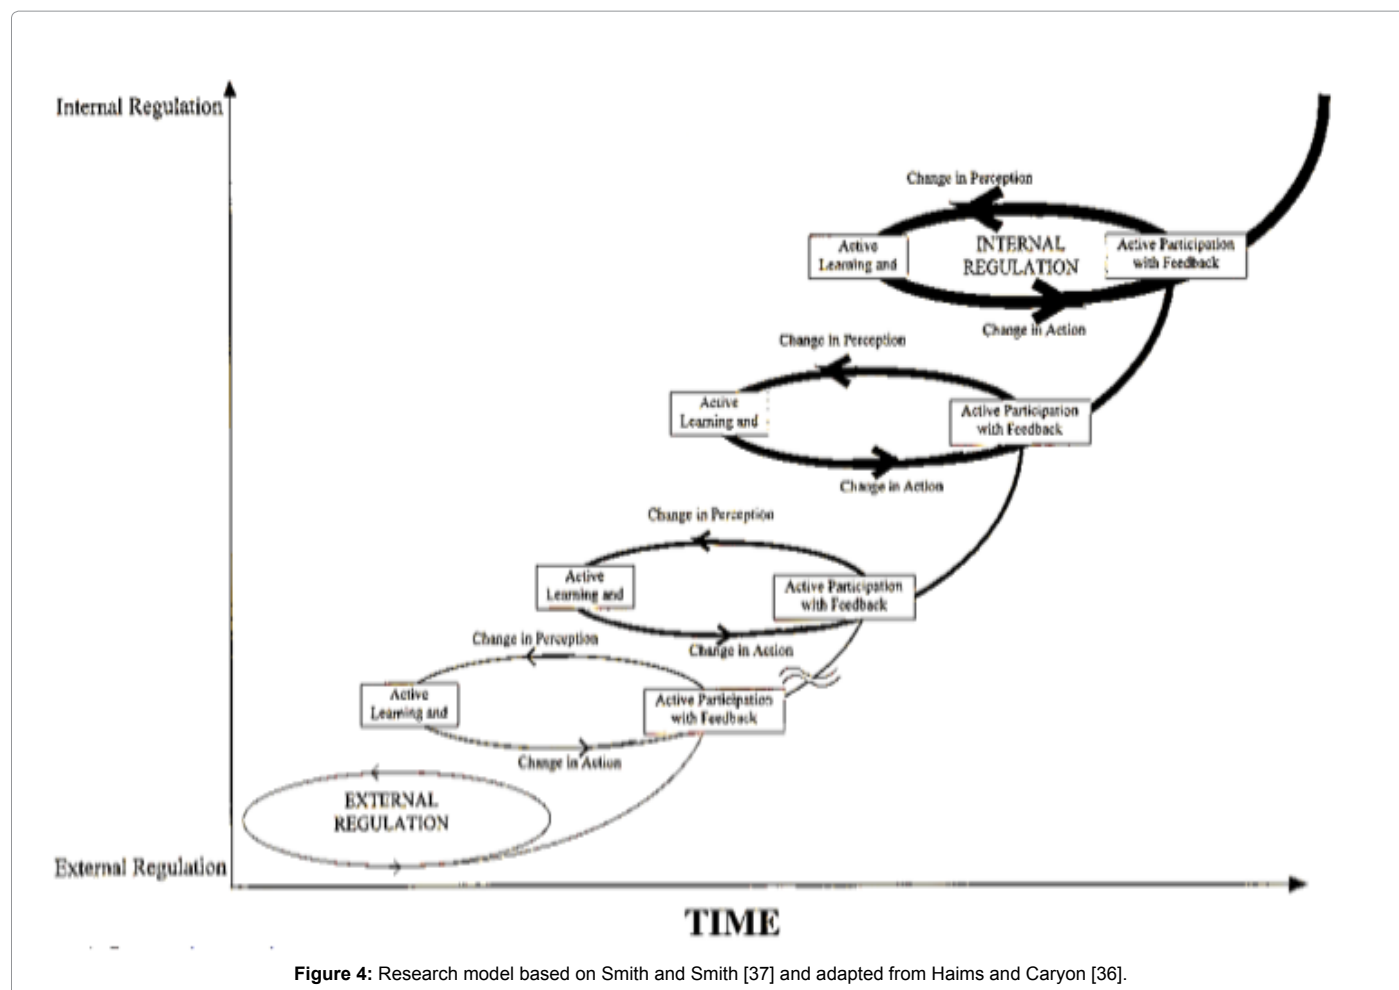 Internal Regulation
Change in Perception
Active
Learning and
INTERNAL
REGULATION
Active Participation
with Feedback
Change in Action
Change in Perception
Active
Learning and
Active Participation
with Feedback
Change in Action
Change in Perception
Active
Learning and
Active Participation
with Feedback
Change in Action
Change in Perception
Active
Learning and
Active Participation
with Feedback
Change in Action
EXTERNAL
REGULATION
External Regulation
TIME
Figure 4: Research model based on Smith and Smith [37] and adapted from Haims and Caryon [36].